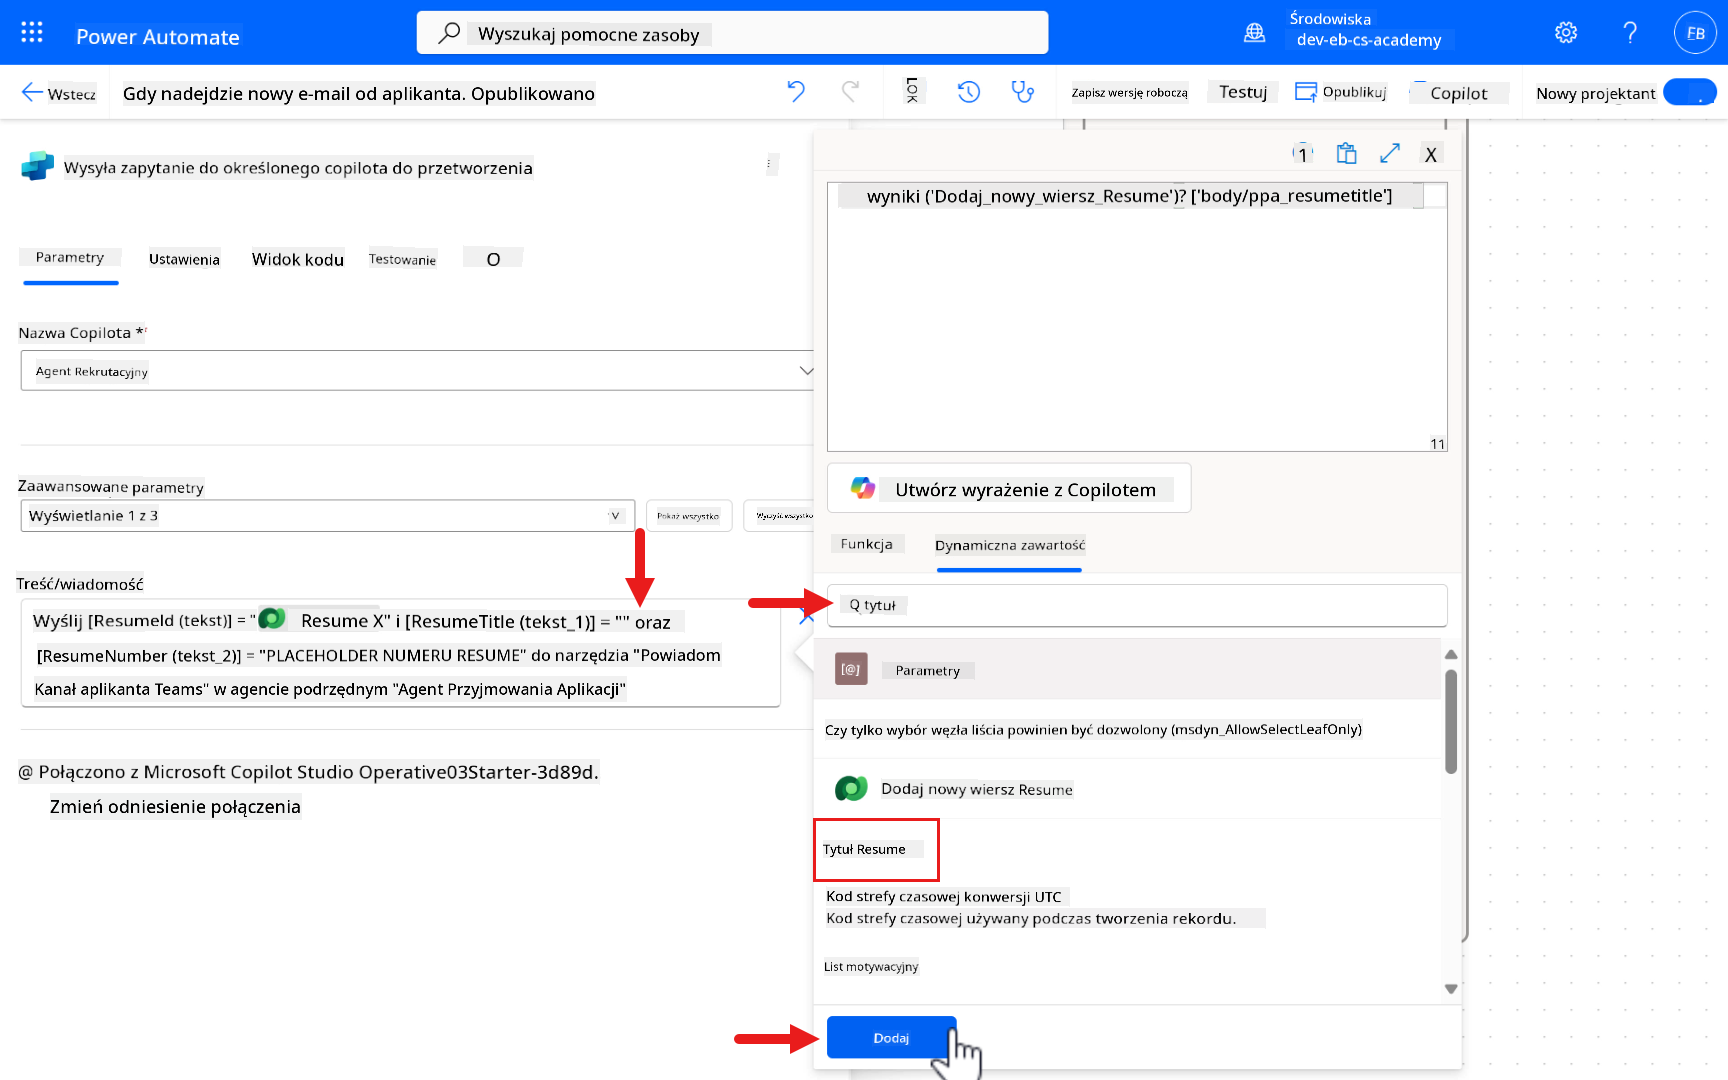 Power Automate
Wyszukaj pomocne zasoby
Środowiska
dev-eb-cs-academy
FB
Wstecz
Gdy nadejdzie nowy e-mail od aplikanta. Opublikowano
LOK
Zapisz wersję roboczą
Testuj
Opublikuj
Copilot
Nowy projektant
Wysyła zapytanie do określonego copilota do przetworzenia
Parametry
Ustawienia
Widok kodu
Testowanie
O
Nazwa Copilota *
Agent Rekrutacyjny
Zaawansowane parametry
Wyświetlanie 1 z 3
V
Pokaż wszystko
Wyczyść wszystko
Treść/wiadomość
Wyślij [ResumeId (tekst)] = " Resume X" i [ResumeTitle (tekst_1)] = "" oraz
[ResumeNumber (tekst_2)] = "PLACEHOLDER NUMERU RESUME" do narzędzia "Powiadom
Kanał aplikanta Teams" w agencie podrzędnym "Agent Przyjmowania Aplikacji"
@ Połączono z Microsoft Copilot Studio Operative03Starter-3d89d.
Zmień odniesienie połączenia
1
X
wyniki ('Dodaj_nowy_wiersz_Resume')? ['body/ppa_resumetitle']
11
Utwórz wyrażenie z Copilotem
Funkcja
Dynamiczna zawartość
Q tytuł
[@]
Parametry
Czy tylko wybór węzła liścia powinien być dozwolony (msdyn_AllowSelectLeafOnly)
Dodaj nowy wiersz Resume
Tytuł Resume
Kod strefy czasowej konwersji UTC
Kod strefy czasowej używany podczas tworzenia rekordu.
List motywacyjny
Dodaj